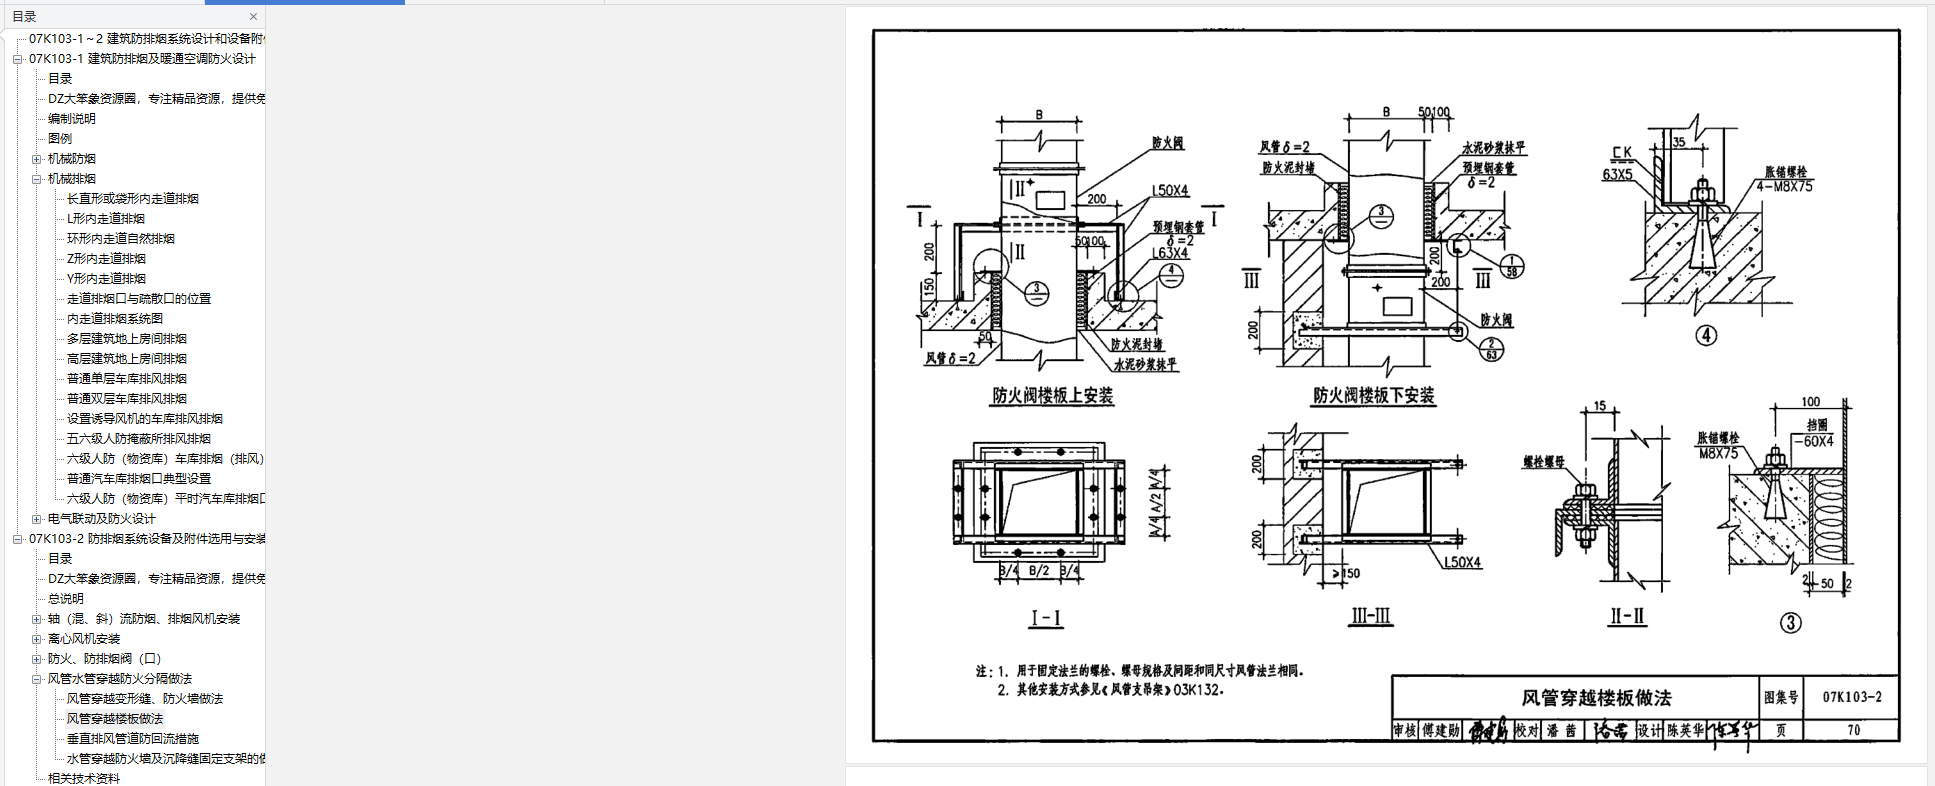 目录
×
07K103-1～2 建筑防排烟系统设计和设备附件
07K103-1 建筑防排烟及暖通空调防火设计
目录
DZ大笨象资源圈，专注精品资源，提供免
编制说明
图例
机械防烟
机械排烟
长直形或袋形内走道排烟
L形内走道排烟
环形内走道自然排烟
Z形内走道排烟
Y形内走道排烟
走道排烟口与疏散口的位置
内走道排烟系统图
多层建筑地上房间排烟
高层建筑地上房间排烟
普通单层车库排风排烟
普通双层车库排风排烟
设置诱导风机的车库排风排烟
五六级人防掩蔽所排风排烟
六级人防（物资库）车库排烟（排风）
普通汽车库排烟口典型设置
六级人防（物资库）平时汽车库排烟口
电气联动及防火设计
07K103-2 防排烟系统设备及附件选用与安装
目录
DZ大笨象资源圈，专注精品资源，提供免
总说明
轴（混、斜）流防烟、排烟风机安装
离心风机安装
防火、防排烟阀（口）
风管水管穿越防火分隔做法
风管穿越变形缝、防火墙做法
风管穿越楼板做法
垂直排风管道防回流措施
水管穿越防火墙及沉降缝固定支架的做
相关技术资料
B
防火阀
II
200
L50X4
I
I
预埋钢套管
δ=2
50100
L63X4
200
150
II
3
4
50
风管δ=2
防火泥封堵
水泥砂浆抹平
防火阀楼板上安装
B
50100
风管δ=2
防火泥封堵
水泥砂浆抹平
预埋钢套管
δ=2
3
200
1
58
III
III
200
200
防火阀
2
63
防火阀楼板下安装
35
⊏K
63X5
胀锚螺栓
4-M8X75
4
A/4
A/2
A/4
B/4
B/2
B/4
I-I
200
200
≥150
L50X4
III-III
15
螺栓螺母
II-II
100
挡圈
-60X4
胀锚螺栓
M8X75
2
50
2
3
注：1. 用于固定法兰的螺栓、螺母规格及间距和同尺寸风管法兰相同。
2. 其他安装方式参见《风管支吊架》03K132.
风管穿越楼板做法
图集号
07K103-2
审核
傅建勋
校对
潘茜
设计
陈英华
页
70